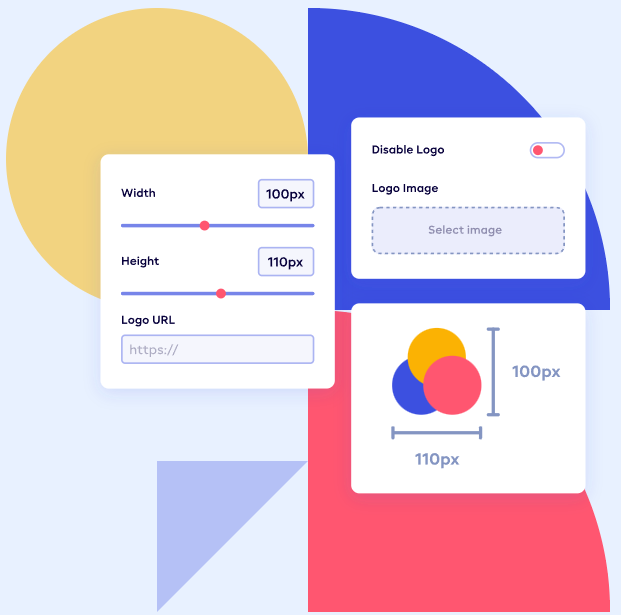 Width
100px
Height
110px
Logo URL
https://
Disable Logo
Logo Image
Select image
100px
110px